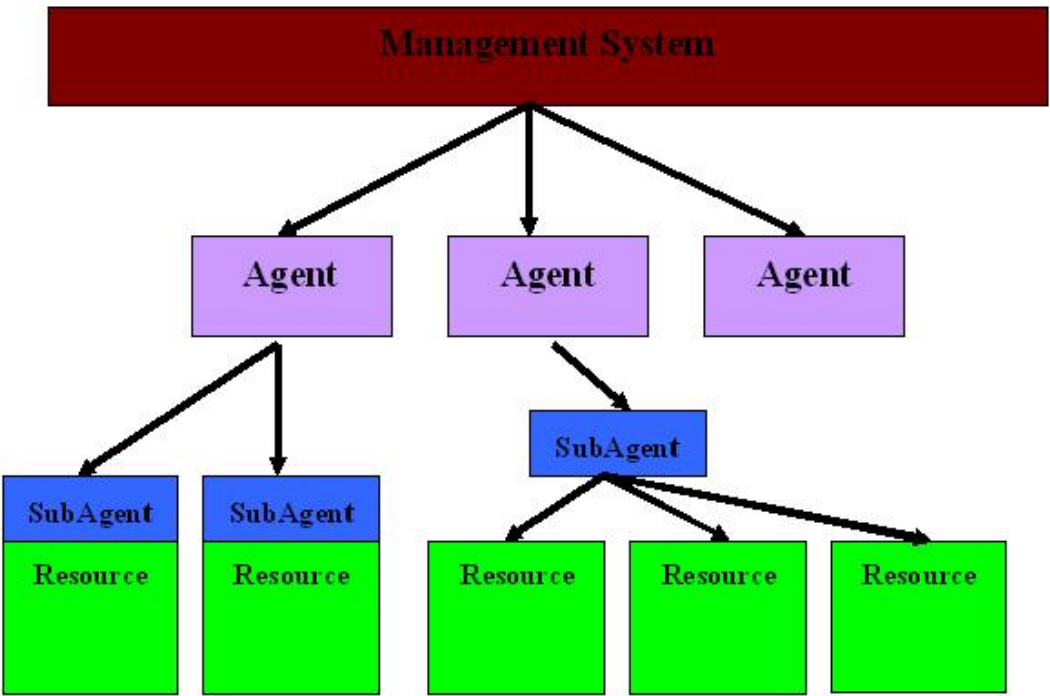 Management System
Agent
Agent
Agent
SubAgent
SubAgent
SubAgent
Resource
Resource
Resource
Resource
Resource